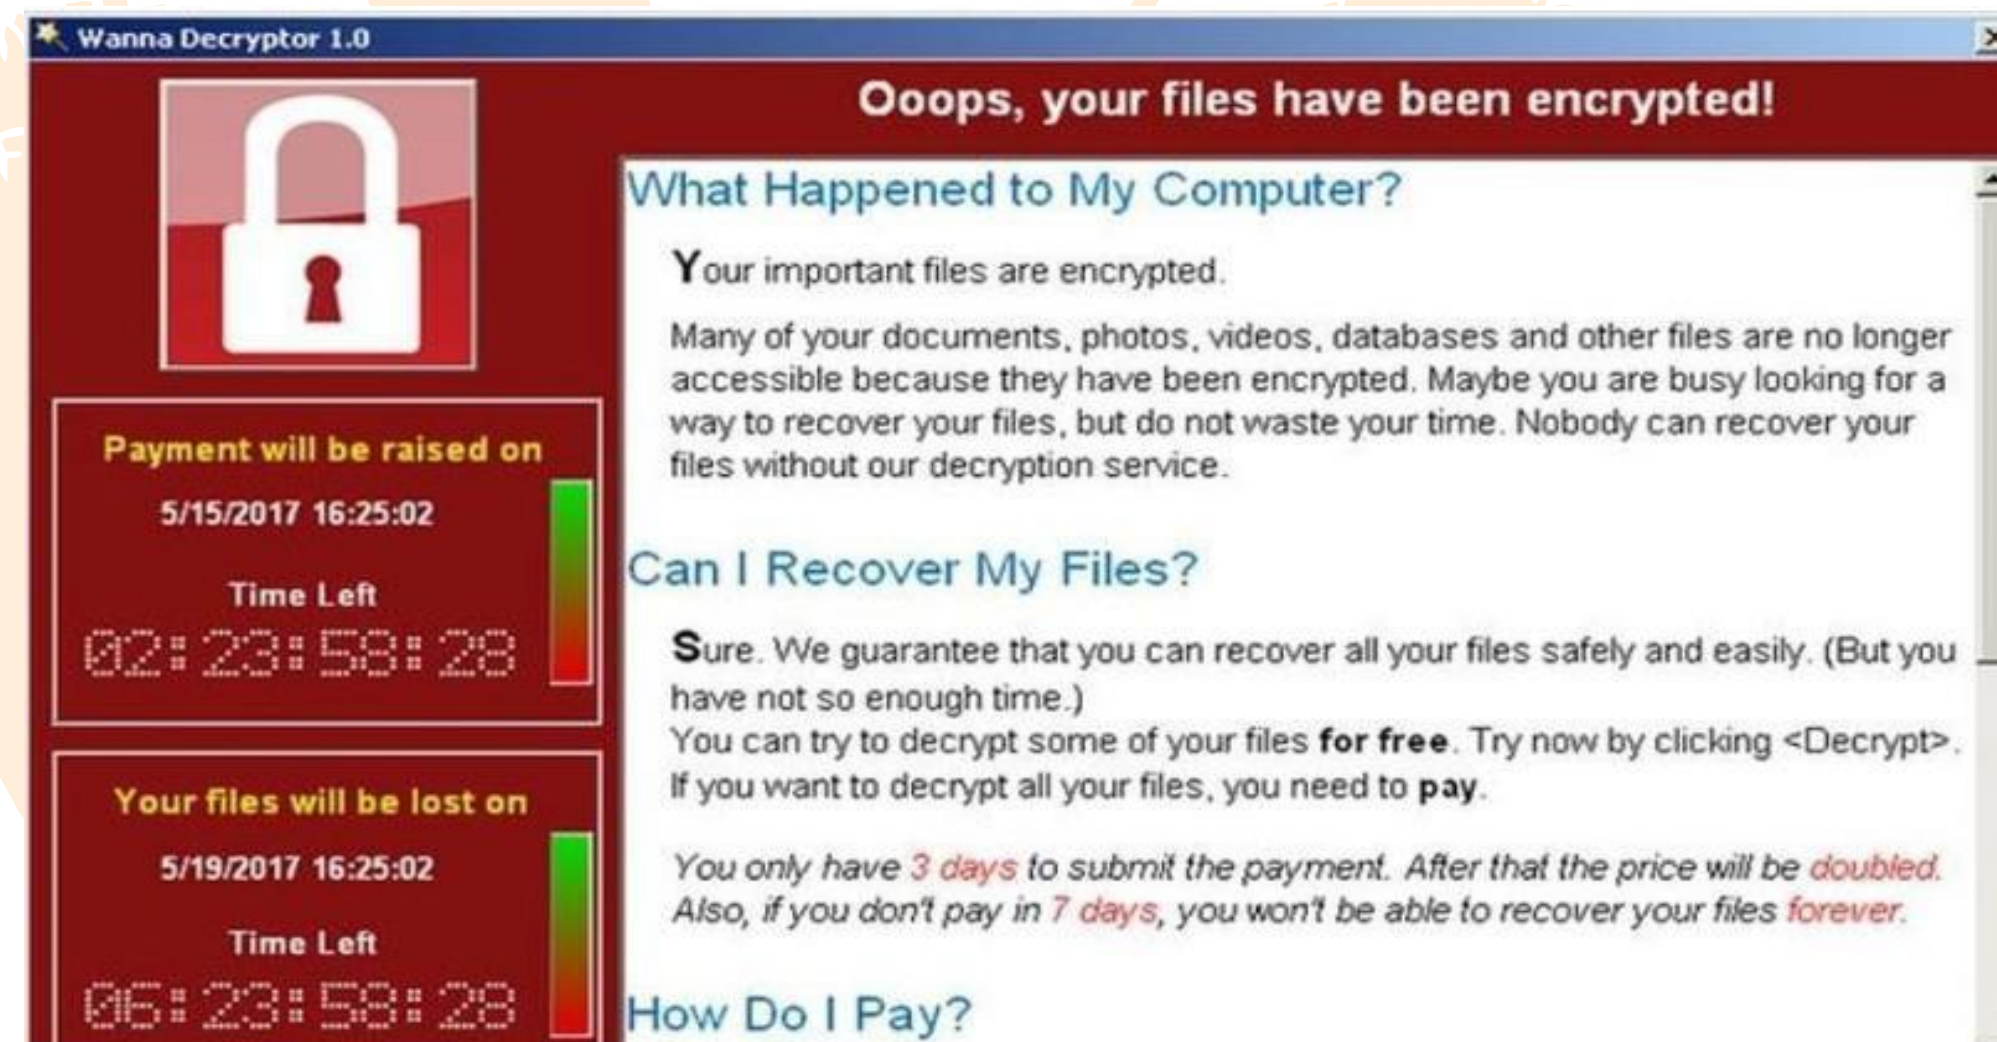 Wanna Decryptor 1.0
Ooops, your files have been encrypted!
Payment will be raised on
5/15/2017 16:25:02
Time Left
02:23:58:28
Your files will be lost on
5/19/2017 16:25:02
Time Left
06:23:58:28
What Happened to My Computer?
Your important files are encrypted.
Many of your documents, photos, videos, databases and other files are no longer
accessible because they have been encrypted. Maybe you are busy looking for a
way to recover your files, but do not waste your time. Nobody can recover your
files without our decryption service.
Can I Recover My Files?
Sure. We guarantee that you can recover all your files safely and easily. (But you
have not so enough time.)
You can try to decrypt some of your files for free. Try now by clicking <Decrypt>.
If you want to decrypt all your files, you need to pay.
You only have 3 days to submit the payment. After that the price will be doubled.
Also, if you don't pay in 7 days, you won't be able to recover your files forever.
How Do I Pay?